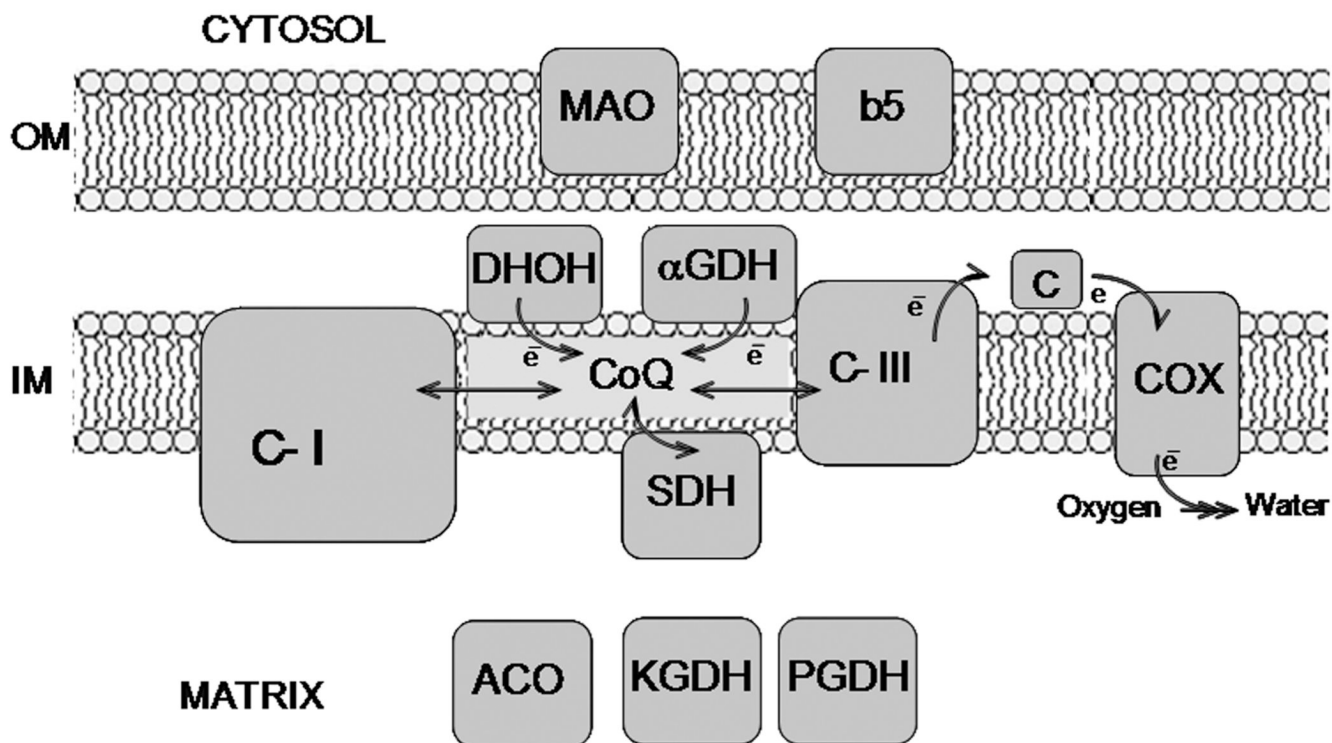 CYTOSOL
MAO
b5
OM
DHOH
αGDH
C
e̅
e
e̅
e̅
CoQ
C- III
IM
COX
C- I
e̅
SDH
Oxygen
Water
ACO
KGDH
PGDH
MATRIX